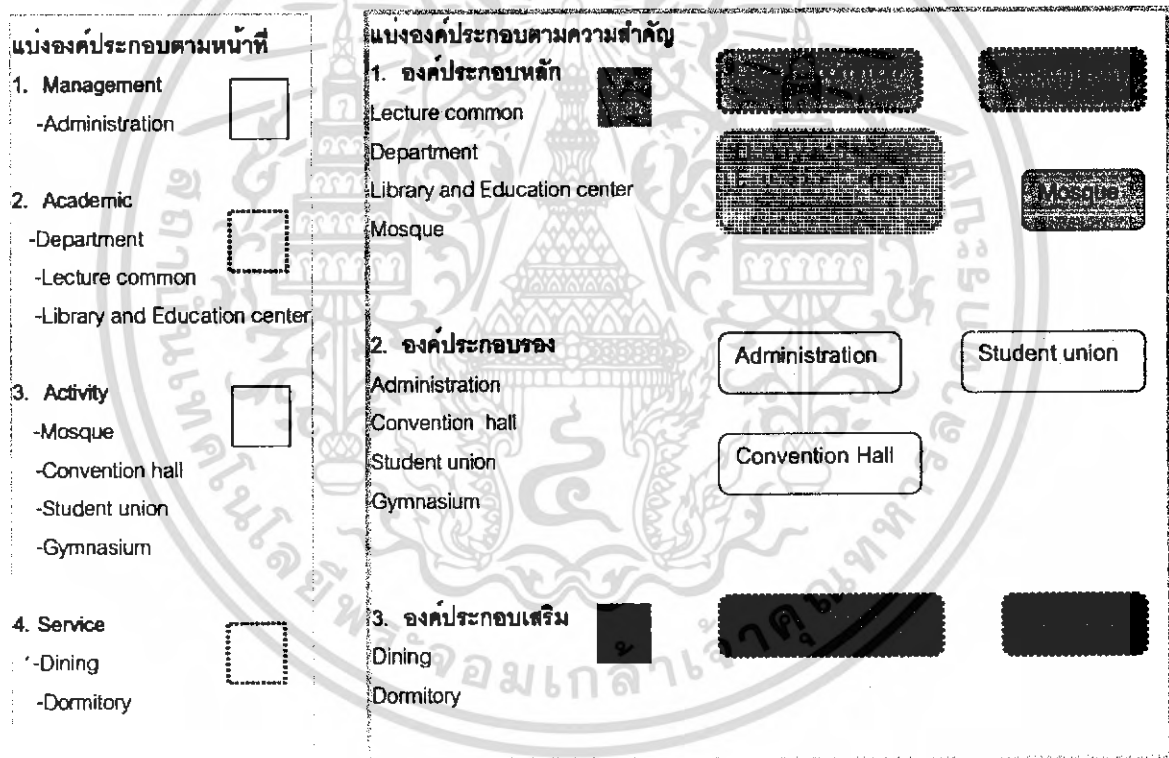 แบ่งองค์ประกอบตามหน้าที่
1. Management
-Administration
2. Academic
-Department
-Lecture common
-Library and Education center
3. Activity
-Mosque
-Convention hall
-Student union
-Gymnasium
4. Service
-Dining
-Dormitory
แบ่งองค์ประกอบตามความสำคัญ
1. องค์ประกอบหลัก
Lecture common
Department
Library and Education center
Mosque
Mosque
2. องค์ประกอบรอง
Administration
Convention hall
Student union
Gymnasium
Administration
Student union
Convention Hall
3. องค์ประกอบเสริม
Dining
Dormitory